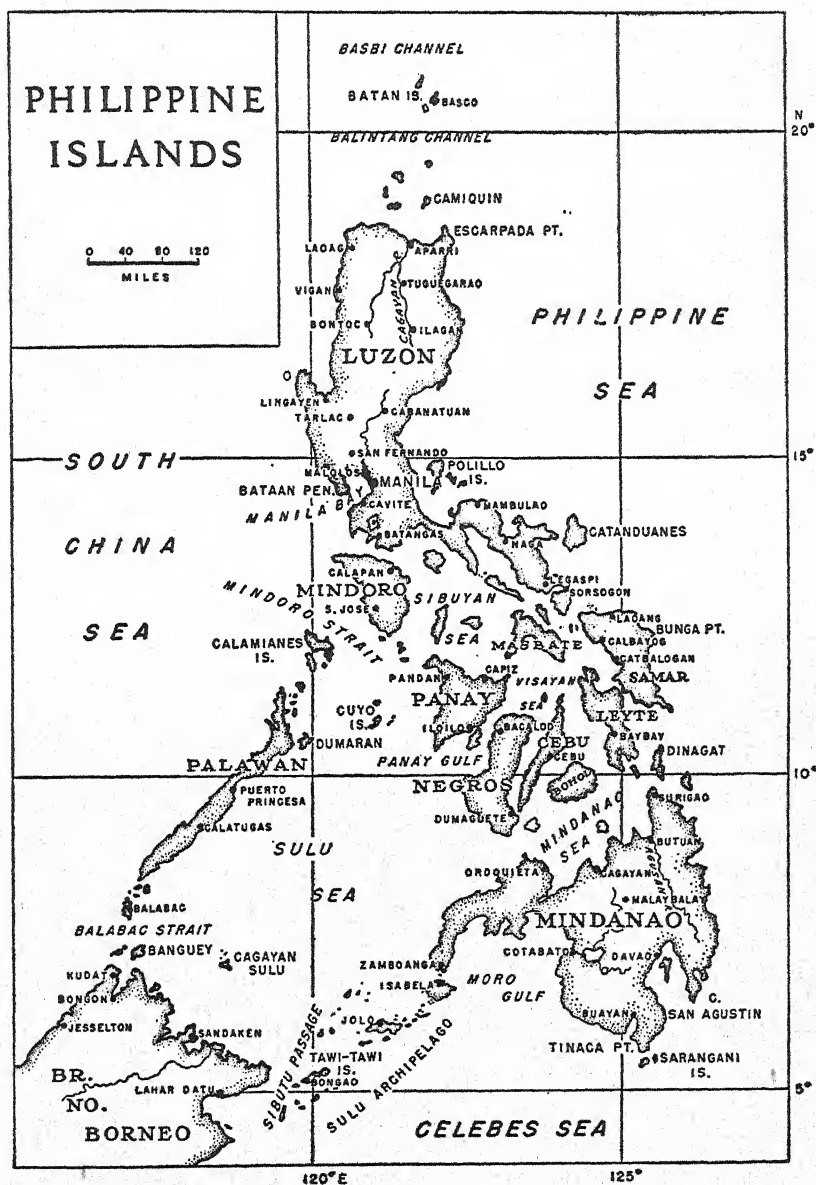 PHILIPPINE
ISLANDS
0 40 80 120
MILES
BASBI CHANNEL
BATAN IS.
BASCO
N
20°
BALINTANG CHANNEL
CAMIQUIN
ESCARPADA PT.
LAOAG
APARRI
VIGAN
TUGUEGARAO
CAGAYAN R.
BONTOC
ILAGAN
LUZON
PHILIPPINE
SEA
LINGAYEN
TARLAC
CABANATUAN
SAN FERNANDO
15°
SOUTH
CHINA
SEA
MALOLOS
MANILA
POLILLO
IS.
BATAAN PEN.
MANILA BAY
CAVITE
MAMBULAO
CATANDUANES
BATANGAS
NAGA
LEGASPI
SORSOGON
CALAPAN
MINDORO
S. JOSE
MINDORO STRAIT
SIBUYAN
SEA
LAOANG
BUNGA PT.
CALBAYOG
CATBALOGAN
SAMAR
MASBATE
CALAMIANES
IS.
PANDAN
CAPIZ
VISAYAN
SEA
PANAY
LEYTE
CUYO
IS.
ILOILO
BACALOD
CEBU
CEBU
BAYBAY
DINAGAT
DUMARAN
PANAY GULF
PALAWAN
NEGROS
BOHOL
10°
PUERTO
PRINCESA
SURIGAO
CALATUGAS
DUMAGUETE
MINDANAO
SEA
SULU
SEA
BUTUAN
AGUSAN
OROQUIETA
CAGAYAN
MALAYBALAY
BALABAC
MINDANAO
BALABAC STRAIT
BANGUEY
CAGAYAN
SULU
COTABATO
DAVAO
ZAMBOANGA
KUDAT
ISABELA
MORO
GULF
BONGON
C.
SAN AGUSTIN
JESSELTON
SANDAKEN
JOLO
BUAYAN
TINACA PT.
SARANGANI
IS.
SIBUTU PASSAGE
TAWI-TAWI
IS.
BONGAO
SULU ARCHIPELAGO
BR.
NO.
BORNEO
LAHAR DATU
5°
CELEBES SEA
120°E
125°